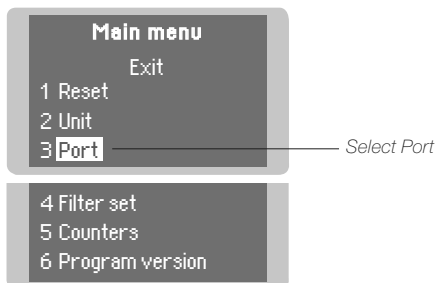 Main menu
Exit
1 Reset
2 Unit
3 Port
Select Port
4 Filter set
5 Counters
6 Program version